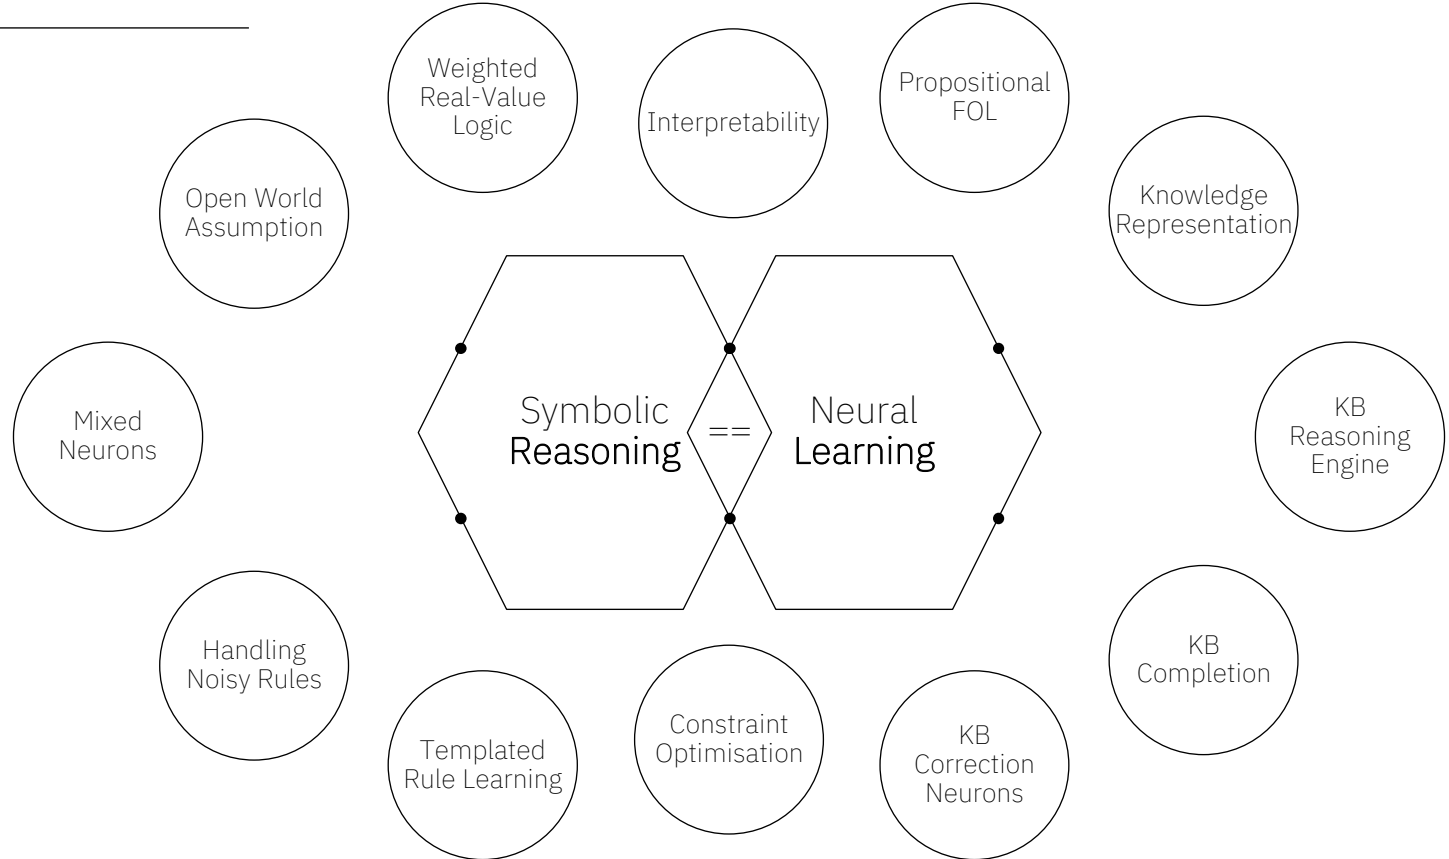 Weighted
Real-Value
Logic
Interpretability
Propositional
FOL
Open World
Assumption
Knowledge
Representation
Mixed
Neurons
Symbolic
Reasoning
==
Neural
Learning
KB
Reasoning
Engine
Handling
Noisy Rules
KB
Completion
Templated
Rule Learning
Constraint
Optimisation
KB
Correction
Neurons